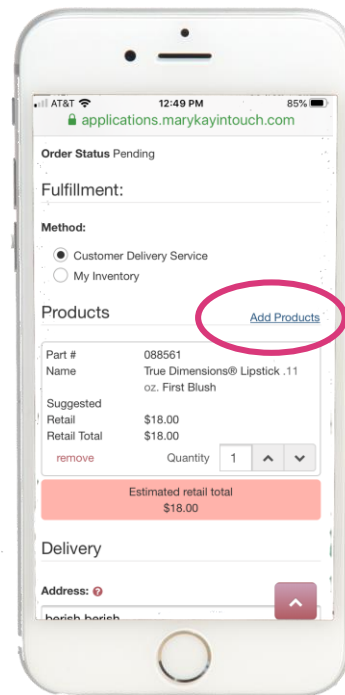 AT&T 12:49 PM 85%
applications.marykayintouch.com
Order Status Pending
Fulfillment:
Method:
Customer Delivery Service
My Inventory
Products Add Products
Part # 088561
Name True Dimensions® Lipstick .11
oz. First Blush
Suggested
Retail $18.00
Retail Total $18.00
remove Quantity 1
Estimated retail total
$18.00
Delivery
Address:
berish berish